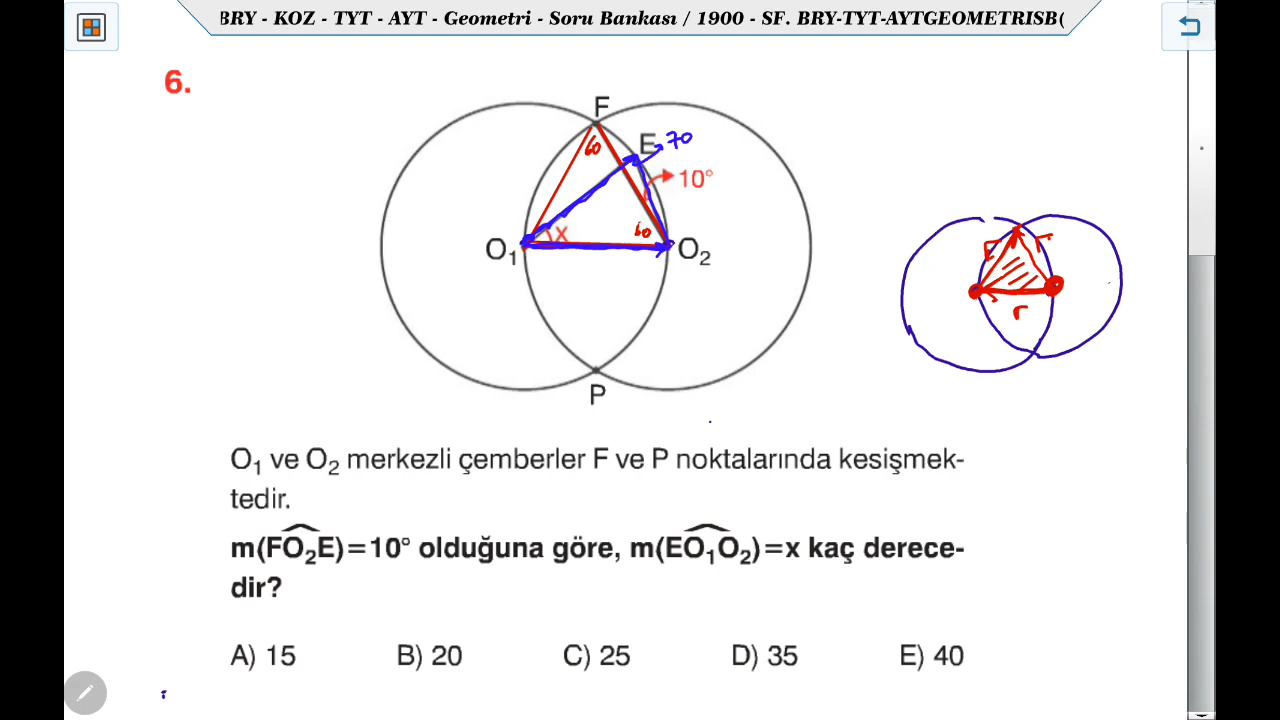 BRY - KOZ - TYT - AYT - Geometri - Soru Bankası / 1900 - SF. BRY-TYT-AYTGEOMETRISB(
6.
F
60
E 70
10°
O₁ x 60 O₂
r r
r
P
O₁ ve O₂ merkezli çemberler F ve P noktalarında kesişmek-
tedir.
m(FO₂E)=10° olduğuna göre, m(EO₁O₂)=x kaç derece-
dir?
A) 15 B) 20 C) 25 D) 35 E) 40